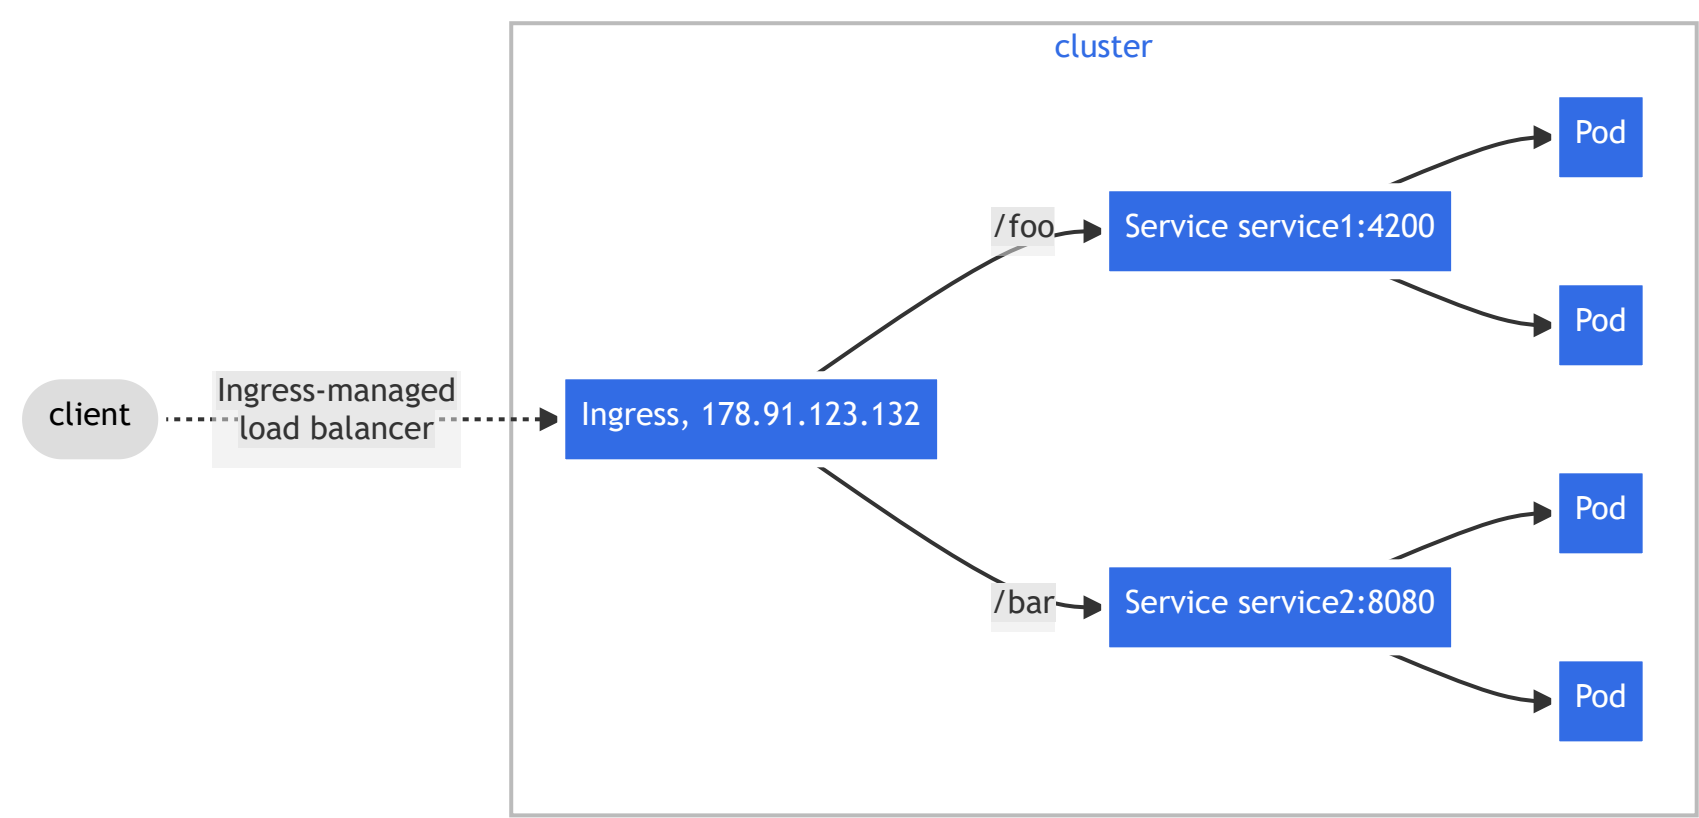 cluster
client
Ingress-managed
load balancer
Ingress, 178.91.123.132
/foo
Service service1:4200
Pod
Pod
/bar
Service service2:8080
Pod
Pod